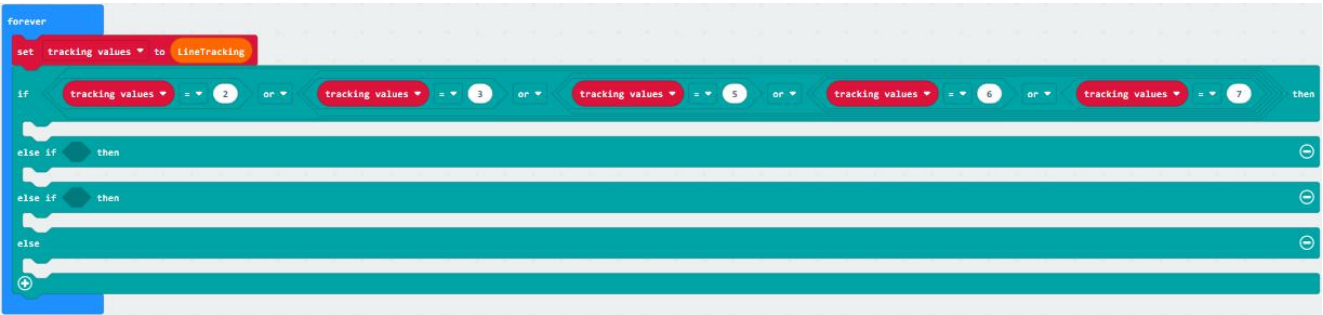 forever
set tracking values to LineTracking
if tracking values = 2 or tracking values = 3 or tracking values = 5 or tracking values = 6 or tracking values = 7 then
else if then
else if then
else